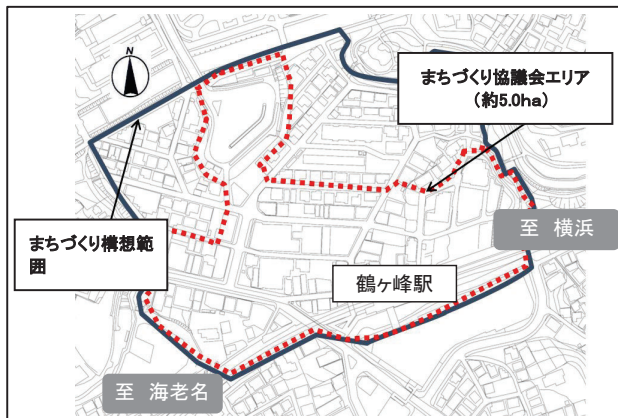 N
まちづくり協議会エリア
（約5.0ha）
まちづくり構想範
囲
至　横浜
鶴ヶ峰駅
至　海老名